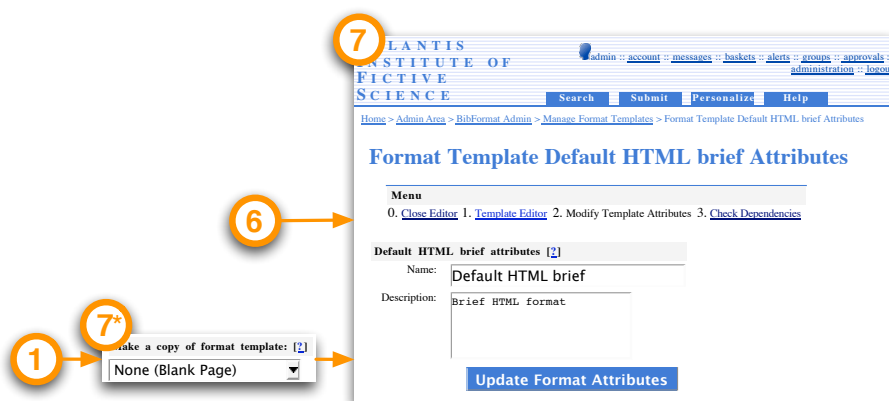 7
LANTIS
NSTITUTE OF
FICTIVE
SCIENCE
admin :: account :: messages :: baskets :: alerts :: groups :: approvals :
administration :: logou
Search Submit Personalize Help
Home > Admin Area > BibFormat Admin > Manage Format Templates > Format Template Default HTML brief Attributes
Format Template Default HTML brief Attributes
Menu
0. Close Editor 1. Template Editor 2. Modify Template Attributes 3. Check Dependencies
6
Default HTML brief attributes [?]
Name: Default HTML brief
Description: Brief HTML format
7*
ake a copy of format template: [?]
1
None (Blank Page)
Update Format Attributes